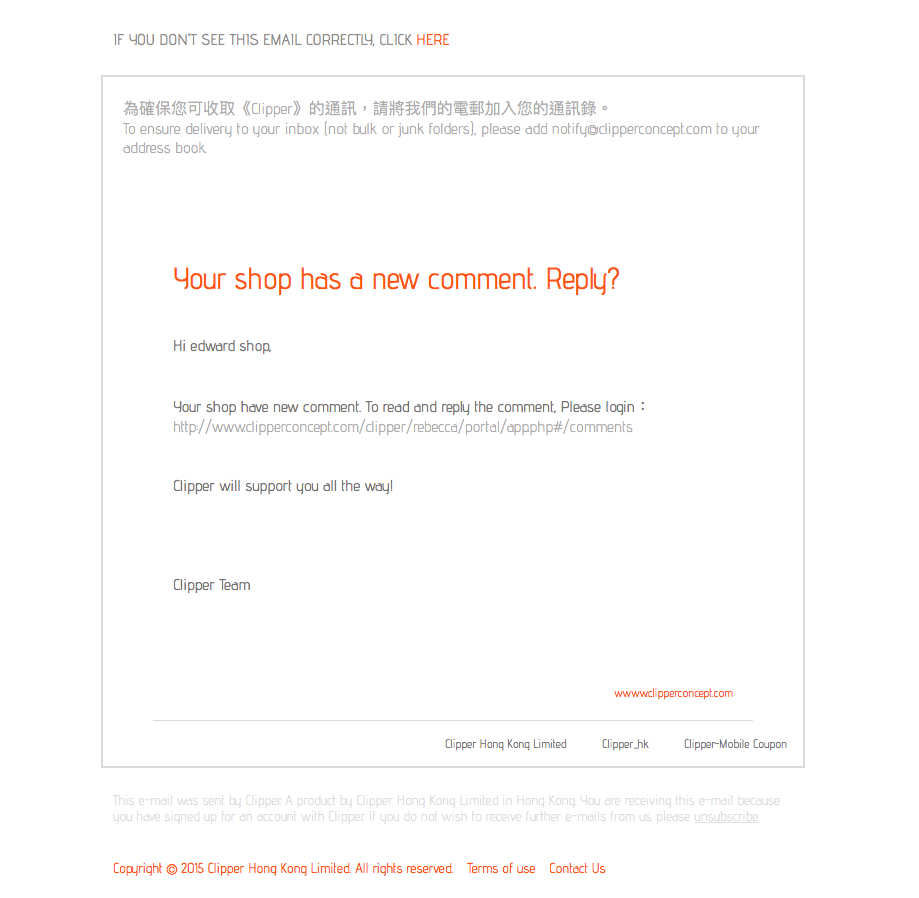 IF YOU DON'T SEE THIS EMAIL CORRECTLY, CLICK HERE
為確保您可收取《Clipper》的通訊，請將我們的電郵加入您的通訊錄。
To ensure delivery to your inbox (not bulk or junk folders), please add notify@clipperconcept.com to your
address book.
Your shop has a new comment. Reply?
Hi edward shop,
Your shop have new comment. To read and reply the comment, Please login：
http://www.clipperconcept.com/clipper/rebecca/portal/app.php#/comments
Clipper will support you all the way!
Clipper Team
wwww.clipperconcept.com
Clipper Hong Kong Limited Clipper_hk Clipper-Mobile Coupon
This e-mail was sent by Clipper. A product by Clipper Hong Kong Limited in Hong Kong. You are receiving this e-mail because
you have signed up for an account with Clipper. If you do not wish to receive further e-mails from us. please unsubscribe
Copyright © 2015 Clipper Hong Kong Limited. All rights reserved. Terms of use Contact Us